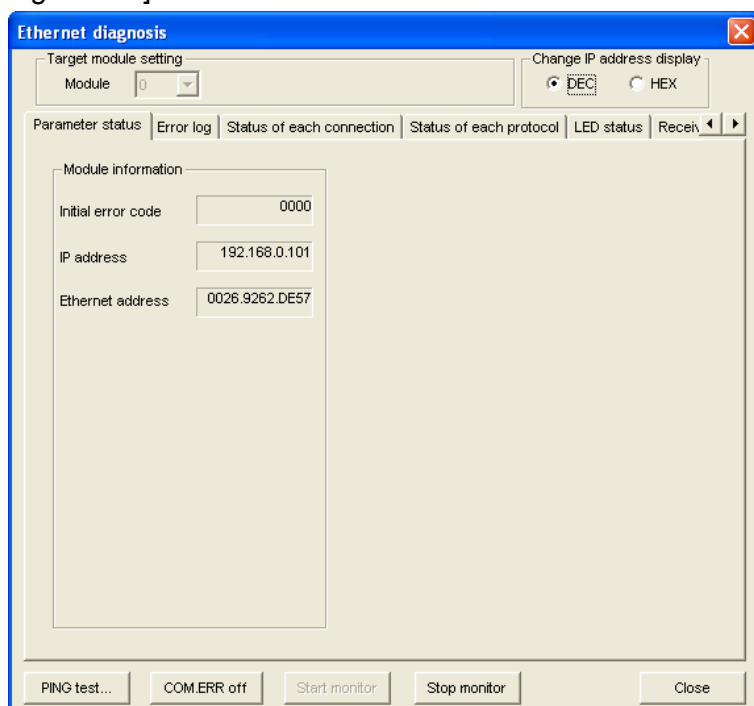 Ethernet diagnosis
Target module setting
Change IP address display
Module 0
DEC HEX
Parameter status Error log Status of each connection Status of each protocol LED status
Module information
Initial error code 0000
IP address 192.168.0.101
Ethernet address 0026.9262.DE57
PING test... COM.ERR off Start monitor Stop monitor Close